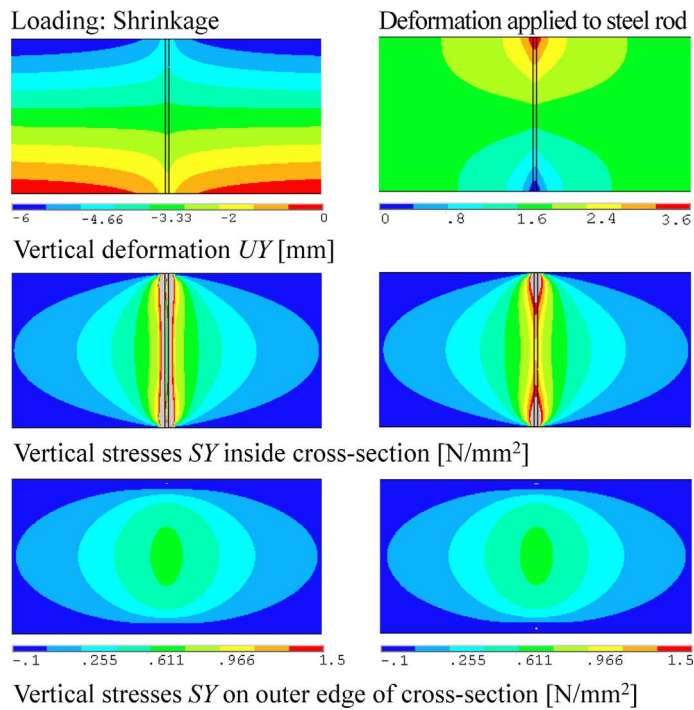 Loading: Shrinkage
Deformation applied to steel rod
-6 -4.66 -3.33 -2 0
0 .8 1.6 2.4 3.6
Vertical deformation UY [mm]
Vertical stresses SY inside cross-section [N/mm²]
-.1 .255 .611 .966 1.5
-.1 .255 .611 .966 1.5
Vertical stresses SY on outer edge of cross-section [N/mm²]